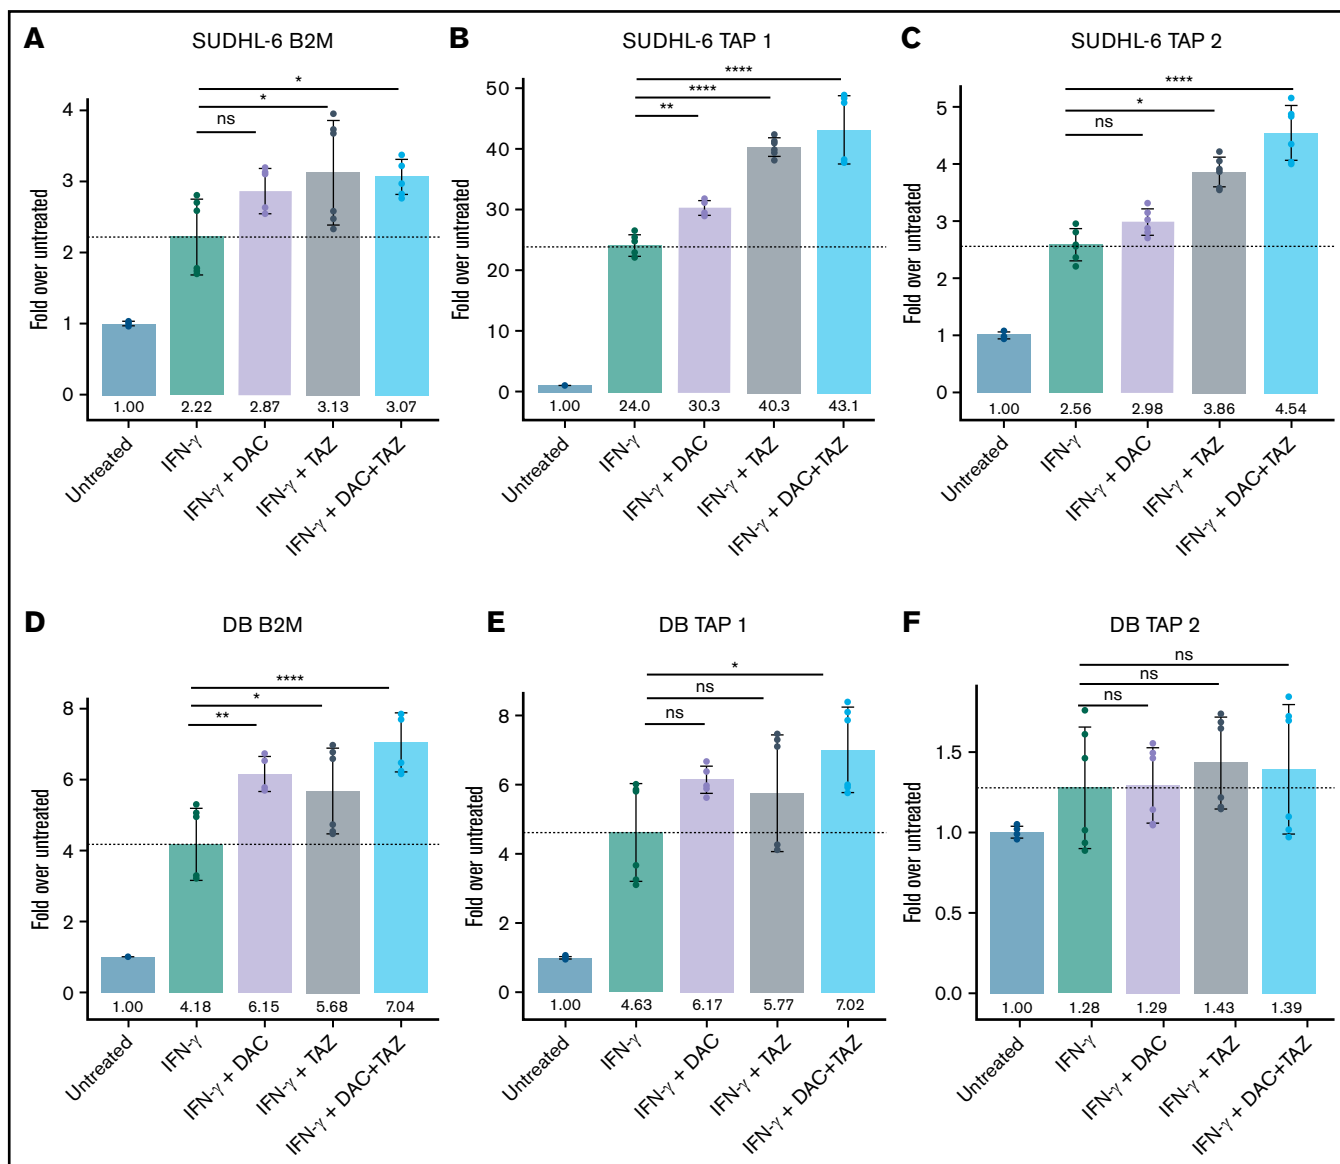 A
SUDHL-6 B2M
Fold over untreated
4
3
2
1
0
*
*
ns
1.00 2.22 2.87 3.13 3.07
Untreated
IFN-γ
IFN-γ + DAC
IFN-γ + TAZ
IFN-γ + DAC+TAZ
B
SUDHL-6 TAP 1
Fold over untreated
50
40
30
20
10
0
****
****
**
1.00 24.0 30.3 40.3 43.1
Untreated
IFN-γ
IFN-γ + DAC
IFN-γ + TAZ
IFN-γ + DAC+TAZ
C
SUDHL-6 TAP 2
Fold over untreated
5
4
3
2
1
0
****
*
ns
1.00 2.56 2.98 3.86 4.54
Untreated
IFN-γ
IFN-γ + DAC
IFN-γ + TAZ
IFN-γ + DAC+TAZ
D
DB B2M
Fold over untreated
8
6
4
2
0
****
*
**
1.00 4.18 6.15 5.68 7.04
Untreated
IFN-γ
IFN-γ + DAC
IFN-γ + TAZ
IFN-γ + DAC+TAZ
E
DB TAP 1
Fold over untreated
8
6
4
2
0
*
ns
ns
1.00 4.63 6.17 5.77 7.02
Untreated
IFN-γ
IFN-γ + DAC
IFN-γ + TAZ
IFN-γ + DAC+TAZ
F
DB TAP 2
Fold over untreated
1.5
1.0
0.5
0.0
ns
ns
ns
1.00 1.28 1.29 1.43 1.39
Untreated
IFN-γ
IFN-γ + DAC
IFN-γ + TAZ
IFN-γ + DAC+TAZ